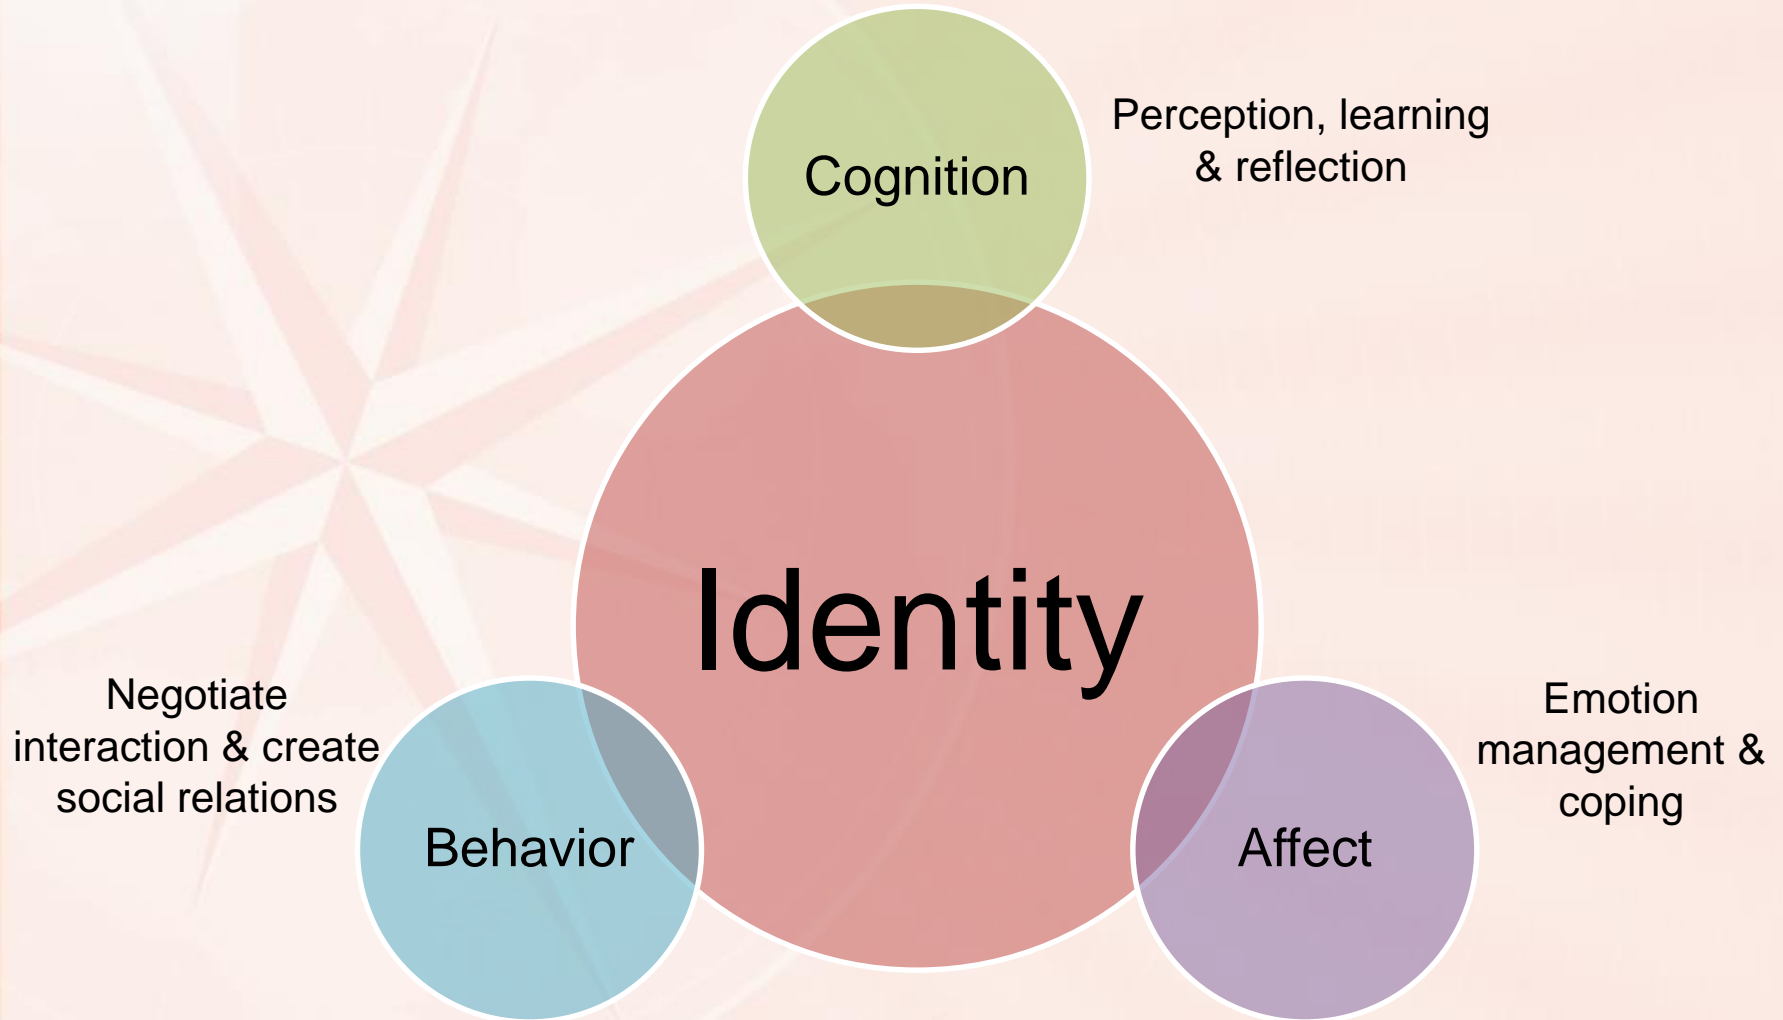 Cognition
Perception, learning
& reflection
Identity
Negotiate
interaction & create
social relations
Behavior
Affect
Emotion
management &
coping